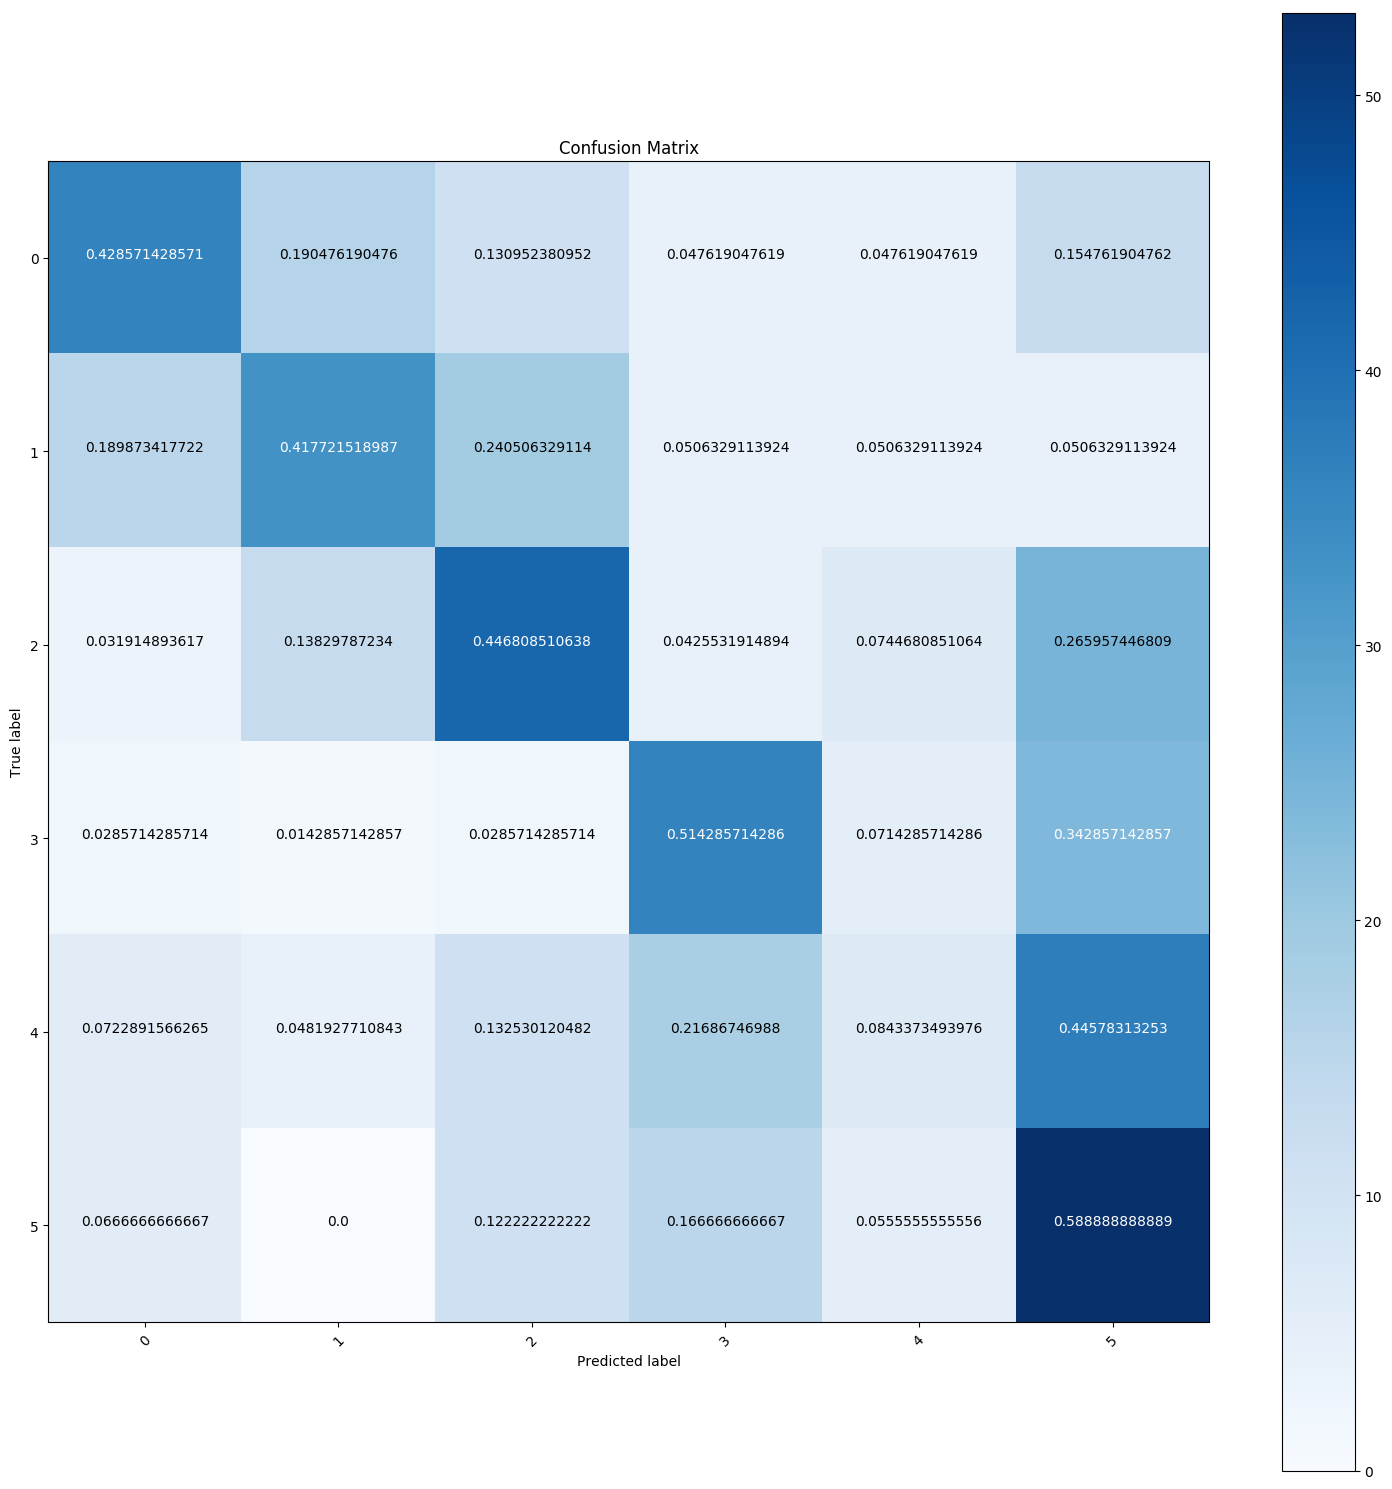 Confusion Matrix
0 0.428571428571 0.190476190476 0.130952380952 0.047619047619 0.047619047619 0.154761904762
1 0.189873417722 0.417721518987 0.240506329114 0.0506329113924 0.0506329113924 0.0506329113924
2 0.031914893617 0.13829787234 0.446808510638 0.0425531914894 0.0744680851064 0.265957446809
3 0.0285714285714 0.0142857142857 0.0285714285714 0.514285714286 0.0714285714286 0.342857142857
4 0.0722891566265 0.0481927710843 0.132530120482 0.21686746988 0.0843373493976 0.44578313253
5 0.0666666666667 0.0 0.122222222222 0.166666666667 0.0555555555556 0.588888888889
True label
0 1 2 3 4 5
Predicted label
50
40
30
20
10
0